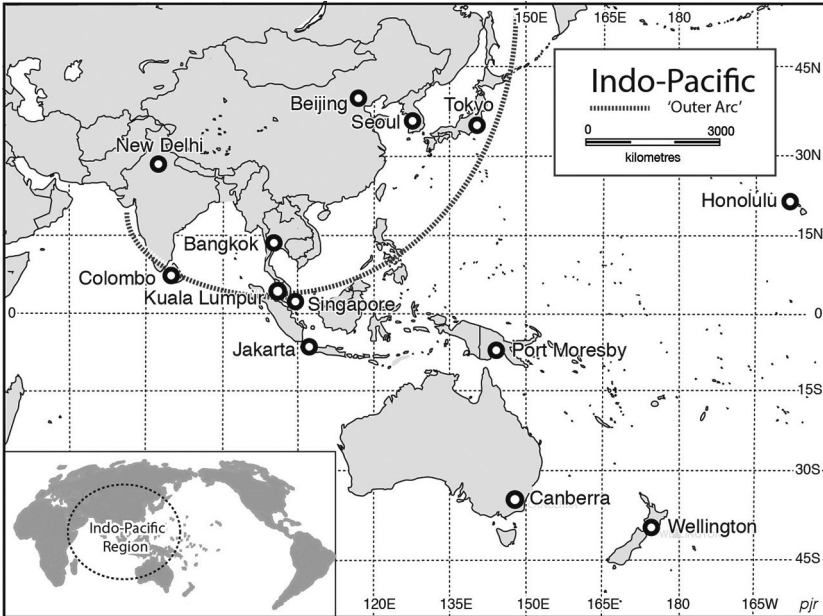 150E 165E 180
45N
Indo-Pacific
'Outer Arc'
0 3000
kilometres
Beijing
Tokyo
Seoul
New Delhi
30N
Honolulu
15N
Bangkok
Colombo
Kuala Lumpur
Singapore
0 0
Jakarta
Port Moresby
15S
30S
Canberra
Indo-Pacific
Region
Wellington
45S
120E 135E 150E 180 165W
pjr